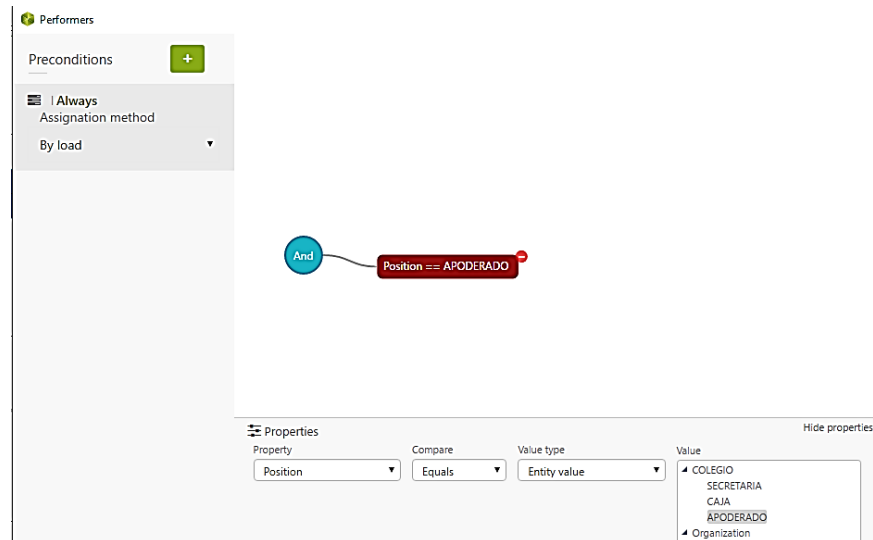 Performers
Preconditions
+
| Always
Assignation method
By load
And
Position == APODERADO
Properties
Hide properties
Property
Compare
Value type
Value
Position
Equals
Entity value
COLEGIO
SECRETARIA
CAJA
APODERADO
Organization